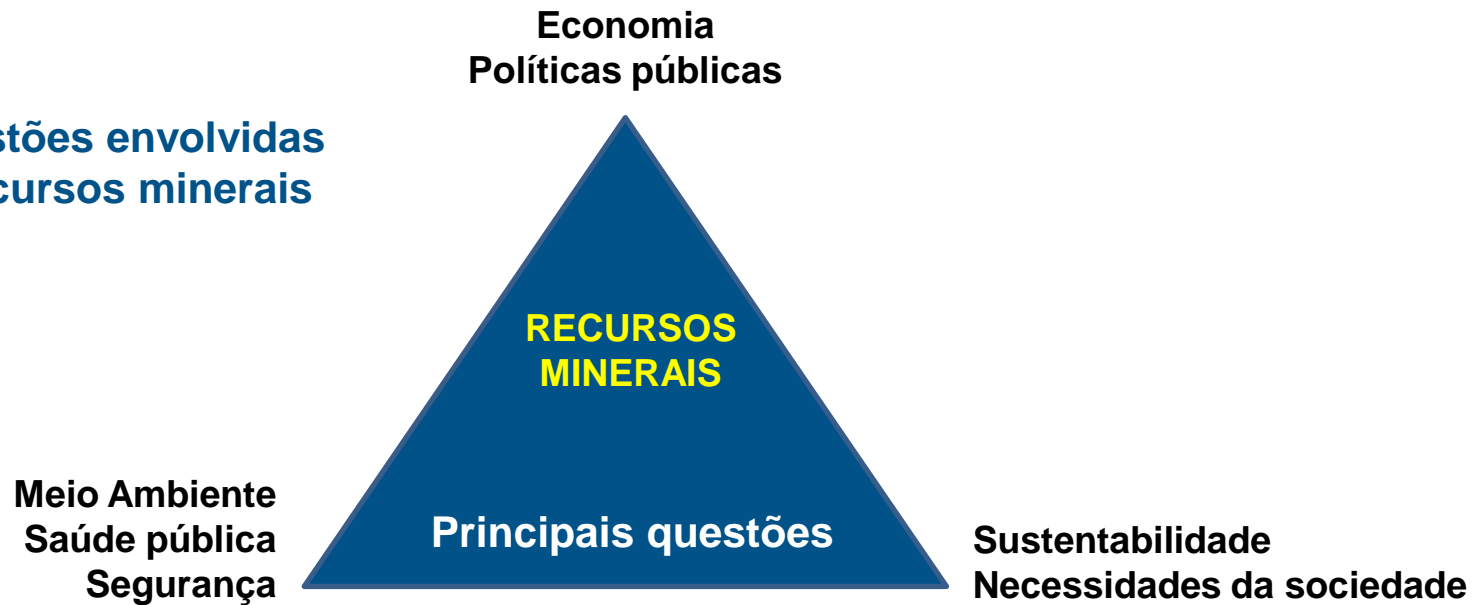 Economia
Políticas públicas
stões envolvidas
cursos minerais
RECURSOS
MINERAIS
Meio Ambiente
Saúde pública
Segurança
Principais questões
Sustentabilidade
Necessidades da sociedade